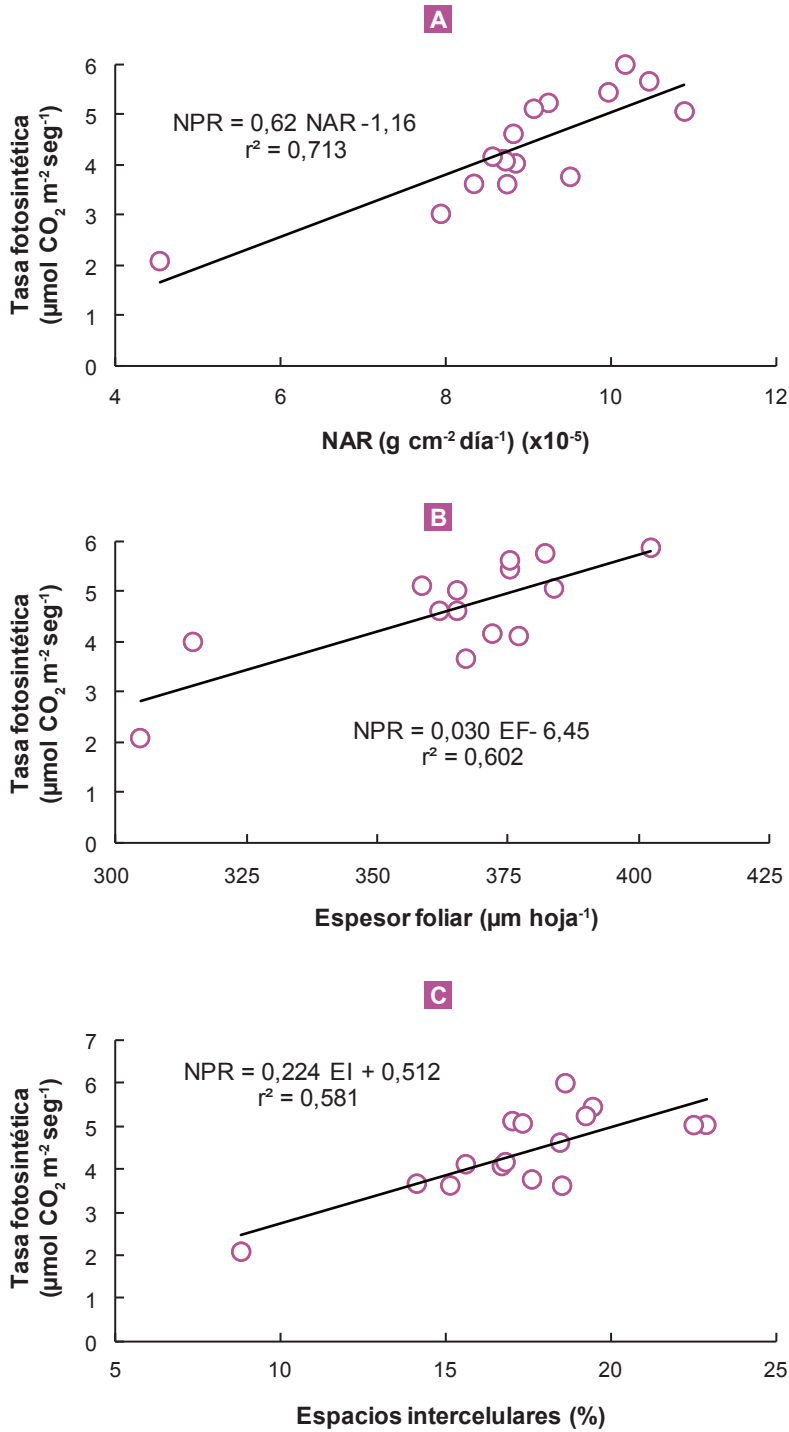 A
Tasa fotosintética
(µmol CO₂ m⁻² seg⁻¹)
6
5
4
3
2
1
0
NPR = 0,62 NAR -1,16
r² = 0,713
4
6
8
10
12
NAR (g cm⁻² día⁻¹) (x10⁻⁵)
B
Tasa fotosintética
(µmol CO₂ m⁻² seg⁻¹)
6
5
4
3
2
1
0
NPR = 0,030 EF- 6,45
r² = 0,602
300
325
350
375
400
425
Espesor foliar (µm hoja⁻¹)
C
Tasa fotosintética
(µmol CO₂ m⁻² seg⁻¹)
7
6
5
4
3
2
1
0
NPR = 0,224 EI + 0,512
r² = 0,581
5
10
15
20
25
Espacios intercelulares (%)